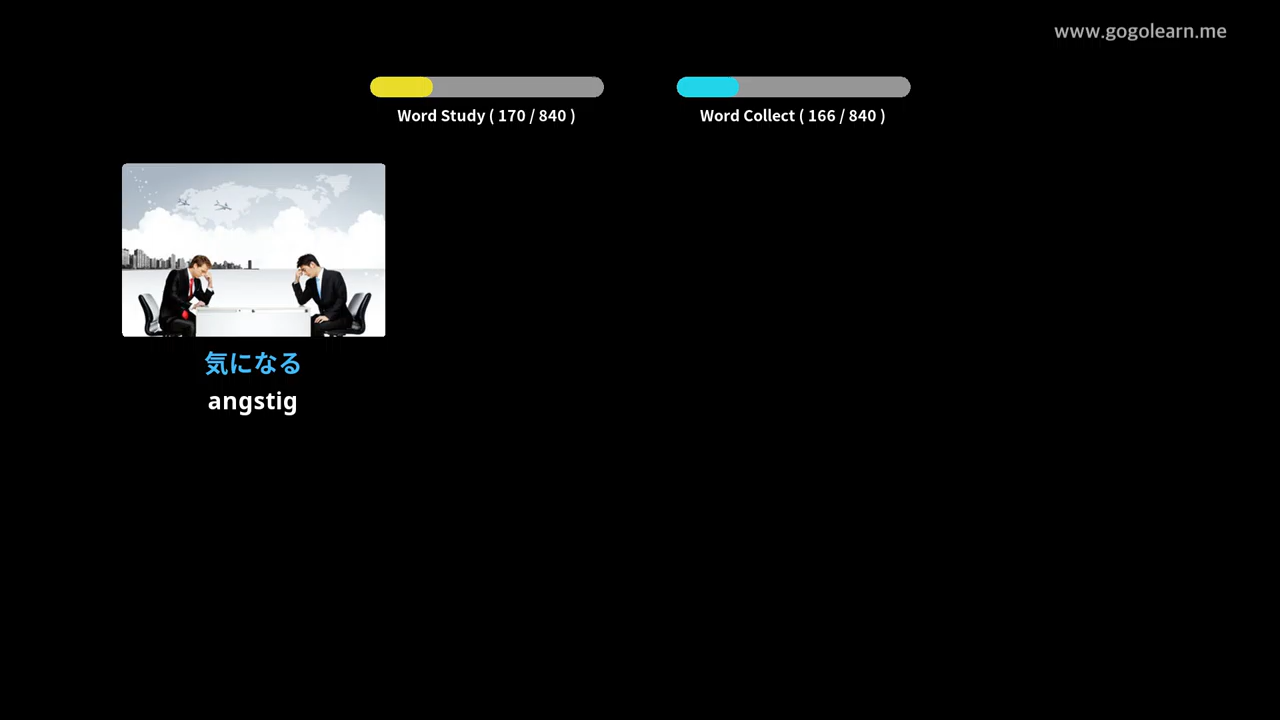 www.gogolearn.me
Word Study ( 170 / 840 )
Word Collect ( 166 / 840 )
気になる
angstig